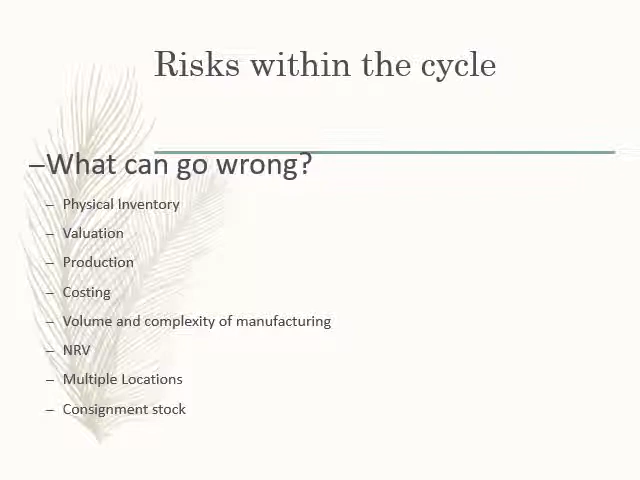 Risks within the cycle
–What can go wrong?
– Physical Inventory
– Valuation
– Production
– Costing
– Volume and complexity of manufacturing
– NRV
– Multiple Locations
– Consignment stock